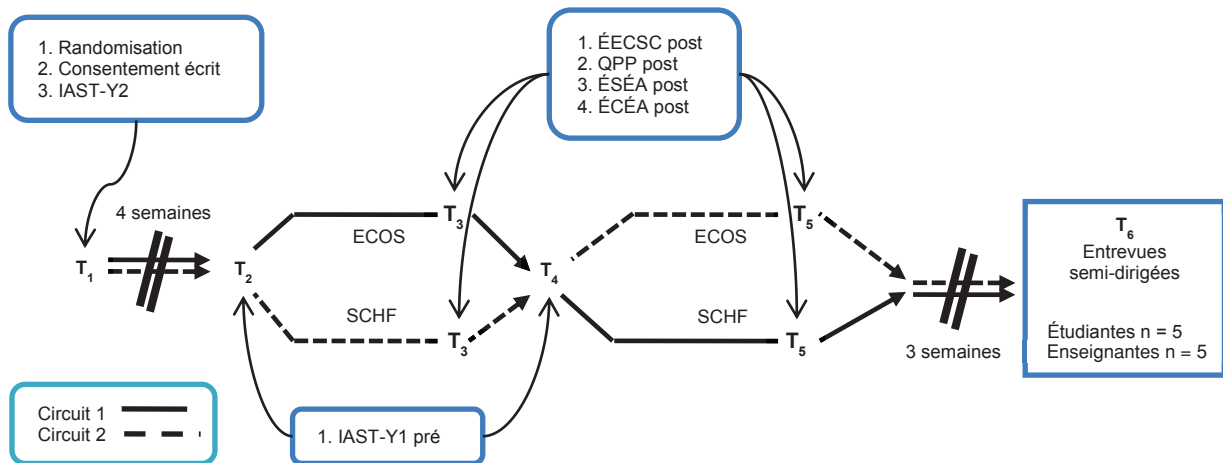 1. Randomisation
2. Consentement écrit
3. IAST-Y2
1. ÉECSC post
2. QPP post
3. ÉSÉA post
4. ÉCÉA post
4 semaines
T1
T2
ECOS
T3
SCHF
T3
T4
ECOS
T5
SCHF
T5
3 semaines
T6
Entrevues
semi-dirigées
Étudiantes n = 5
Enseignantes n = 5
Circuit 1
Circuit 2
1. IAST-Y1 pré